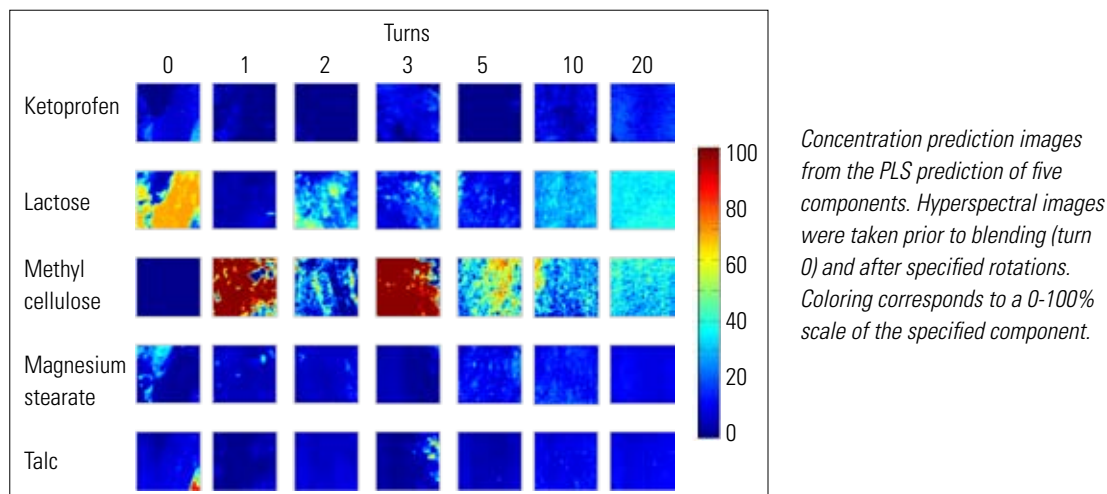 Turns
0 1 2 3 5 10 20
Ketoprofen
Lactose
Methyl
cellulose
Magnesium
stearate
Talc
100
80
60
40
20
0
Concentration prediction images
from the PLS prediction of five
components. Hyperspectral images
were taken prior to blending (turn
0) and after specified rotations.
Coloring corresponds to a 0-100%
scale of the specified component.